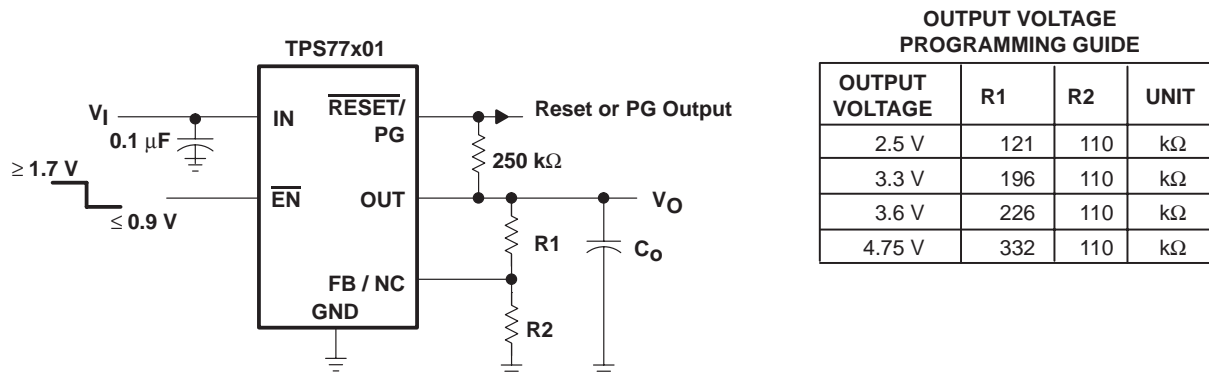 TPS77x01
V_I
0.1 μF
≥ 1.7 V
≤ 0.9 V
IN
RESET/
PG
EN
OUT
FB / NC
GND
Reset or PG Output
250 kΩ
V_O
R1
C_o
R2
OUTPUT VOLTAGE
PROGRAMMING GUIDE
OUTPUT VOLTAGE R1 R2 UNIT
2.5 V 121 110 kΩ
3.3 V 196 110 kΩ
3.6 V 226 110 kΩ
4.75 V 332 110 kΩ